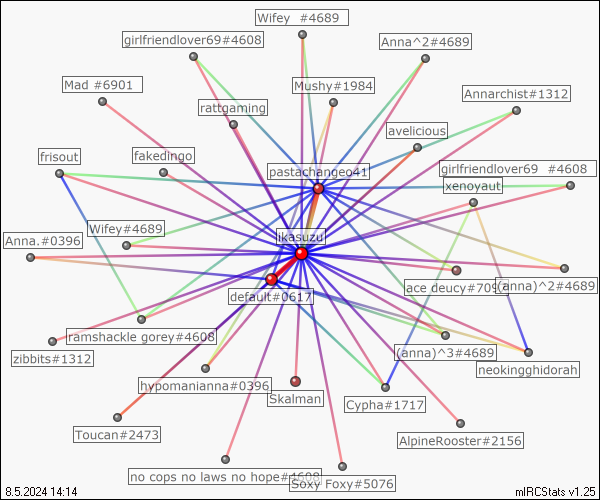 Wifey #4689
girlfriendlover69#4608
Anna^2#4689
Mad #6901
Mushy#1984
Annarchist#1312
rattgaming
avelicious
frisout
fakedingo
pastachangeo41
girlfriendlover69 #4608
xenoyaut
Wifey#4689
ikasuzu
Anna.#0396
ace deucy#709
(anna)^2#4689
default#0617
ramshackle gorey#4608
zibbits#1312
(anna)^3#4689
neokingghidorah
hypomanianna#0396
Skalman
Cypha#1717
Toucan#2473
AlpineRooster#2156
no cops no laws no hope#4608
Soxy Foxy#5076
8.5.2024 14:14
mIRCStats v1.25